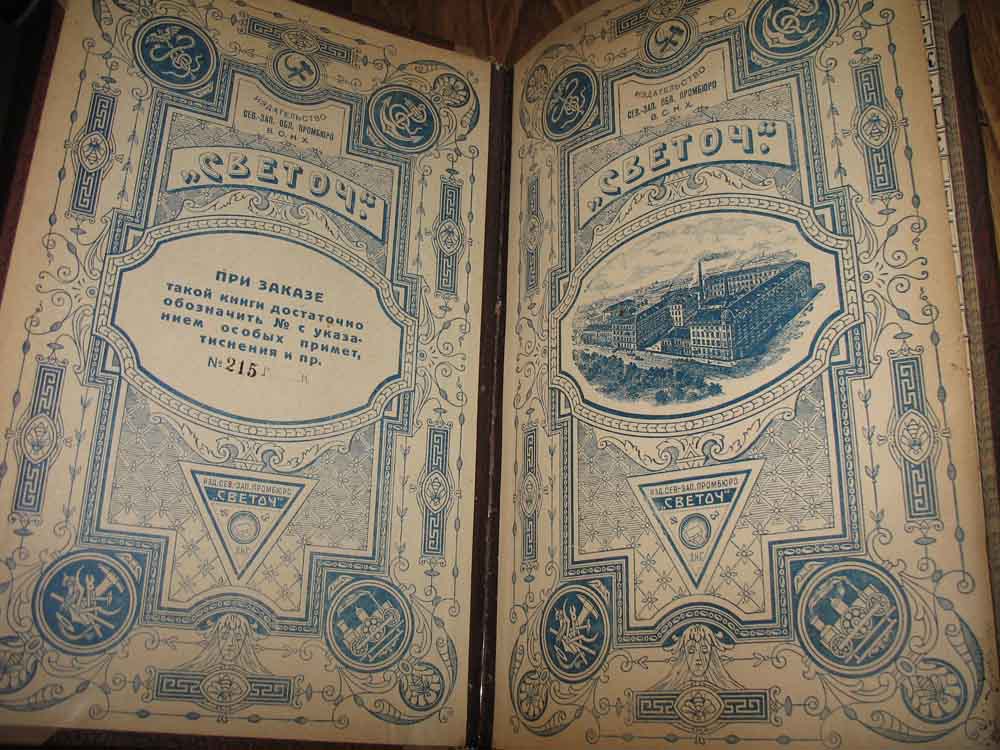 ИЗДАТЕЛЬСТВО
СЕВ.-ЗАП. ОБЛ. ПРОМБЮРО
В.С.Н.Х.
„СВЕТОЧ“.
ПРИ ЗАКАЗЕ
такой книги достаточно
обозначить № с указа-
нием особых примет,
тиснения и пр.
№ 215
ИЗД. СЕВ.-ЗАП. ПРОМБЮРО
„СВЕТОЧ“
ИЗДАТЕЛЬСТВО
СЕВ.-ЗАП. ОБЛ. ПРОМБЮРО
В.С.Н.Х.
„СВЕТОЧ“.
ИЗД. СЕВ.-ЗАП. ПРОМБЮРО
„СВЕТОЧ“